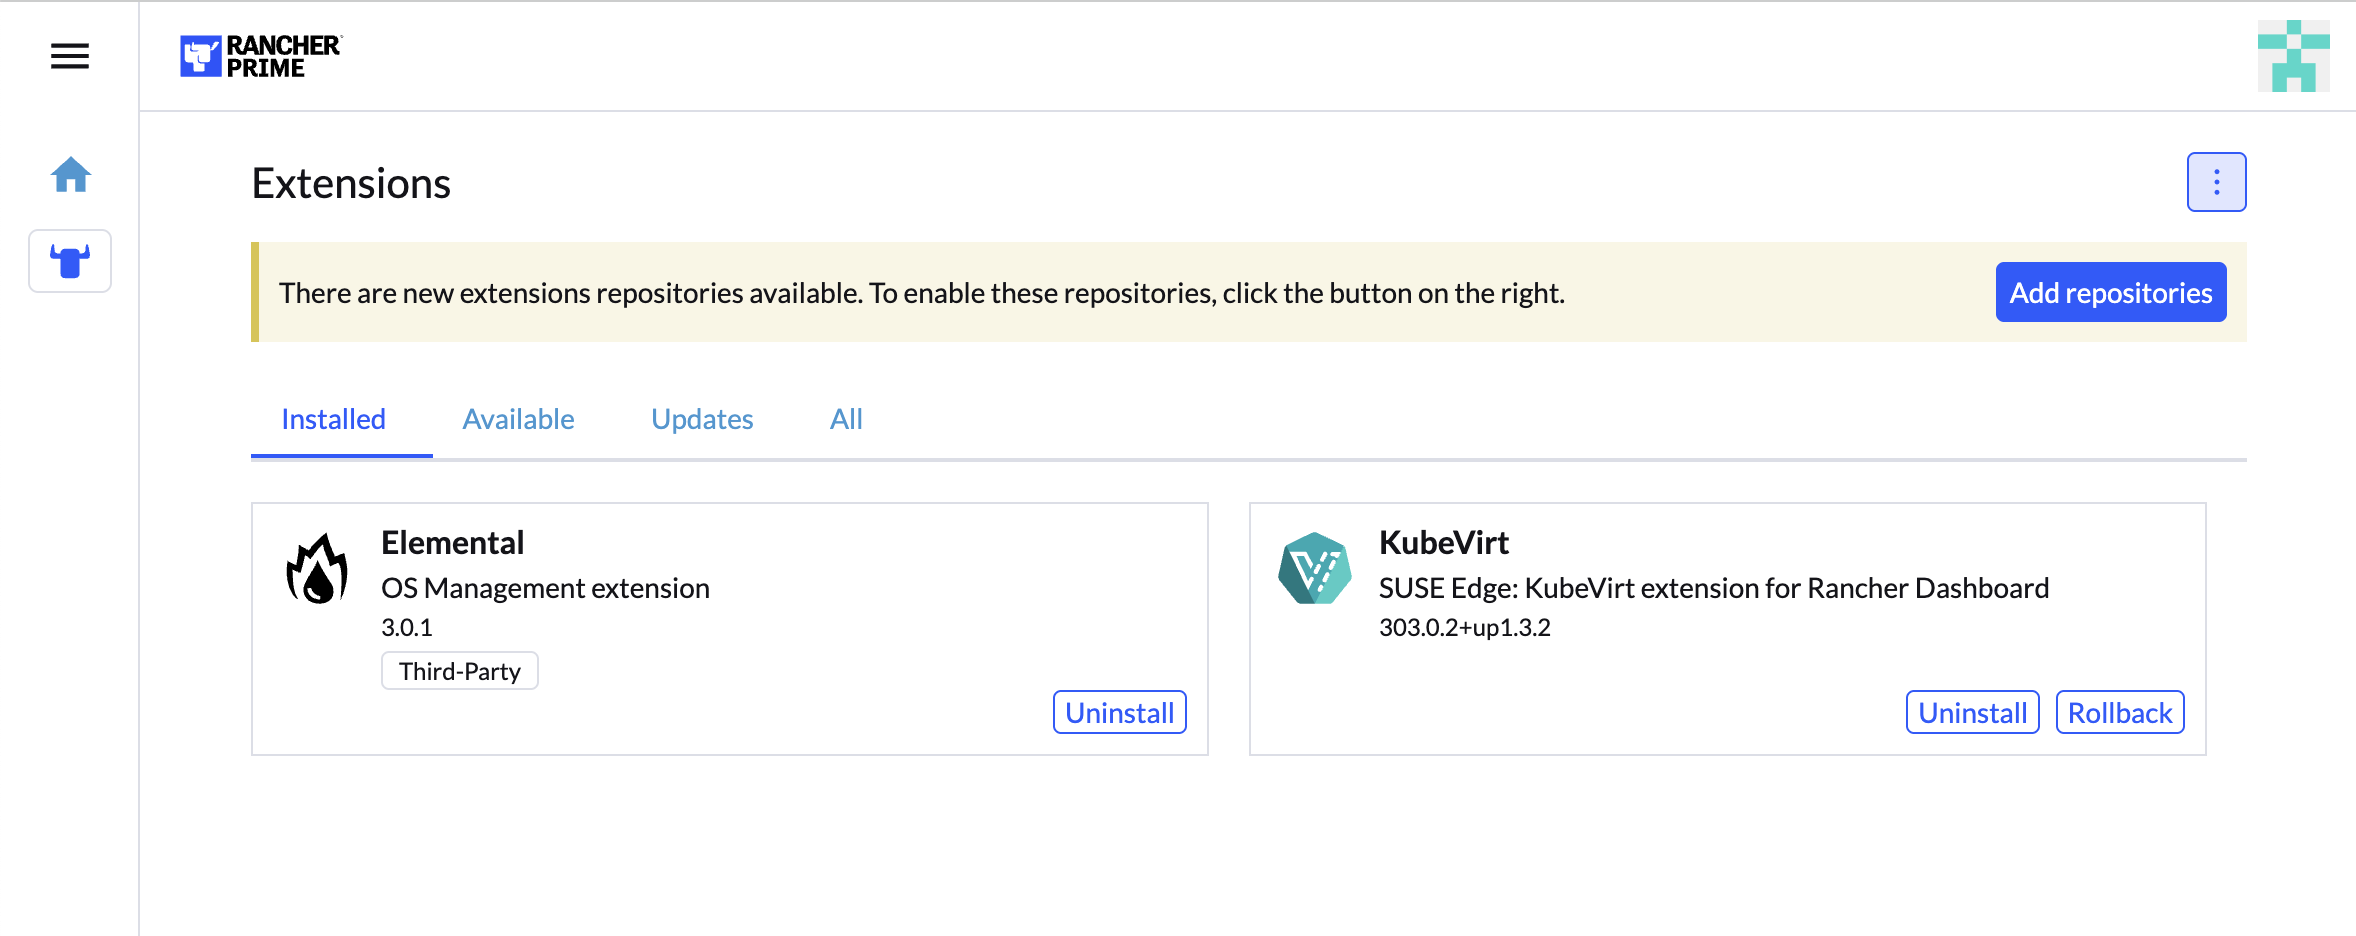 RANCHER
PRIME
Extensions
There are new extensions repositories available. To enable these repositories, click the button on the right.
Add repositories
Installed
Available
Updates
All
Elemental
OS Management extension
3.0.1
Third-Party
Uninstall
KubeVirt
SUSE Edge: KubeVirt extension for Rancher Dashboard
303.0.2+up1.3.2
Uninstall
Rollback